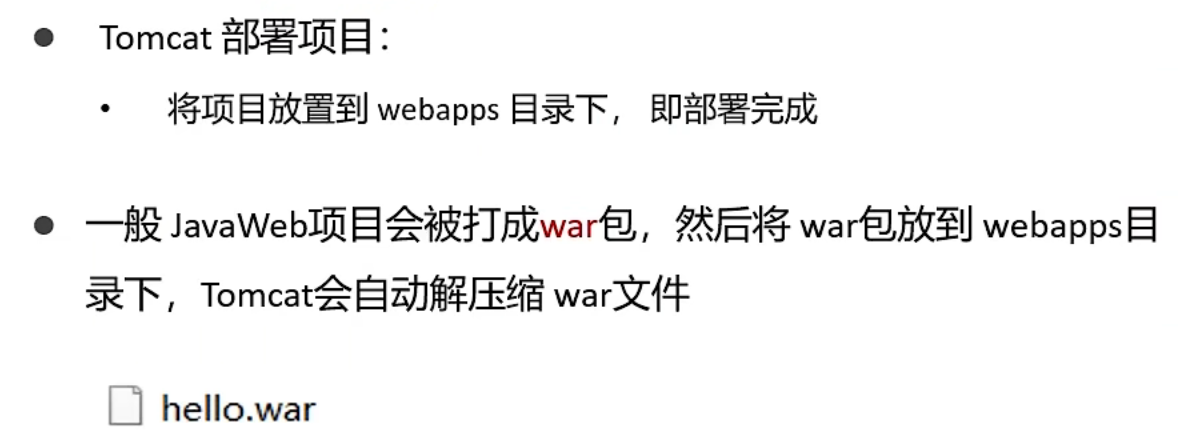 Tomcat 部署项目：
将项目放置到 webapps 目录下， 即部署完成
一般 JavaWeb项目会被打成war包，然后将 war包放到 webapps目
录下，Tomcat会自动解压缩 war文件
hello.war